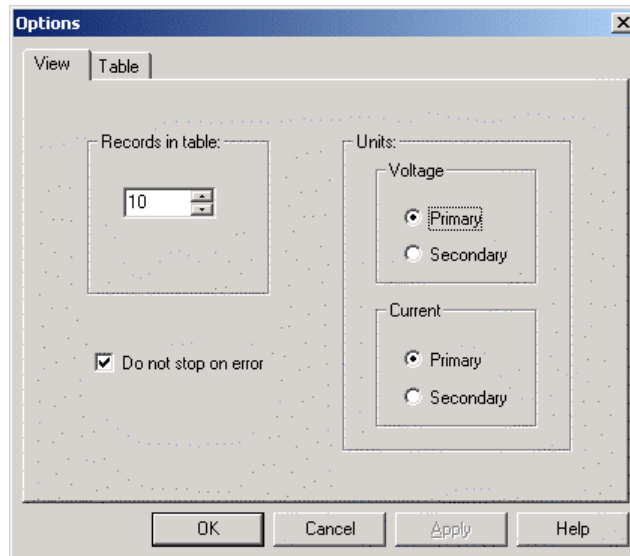 Options
View
Table
Records in table:
10
Do not stop on error
Units:
Voltage
Primary
Secondary
Current
Primary
Secondary
OK
Cancel
Apply
Help